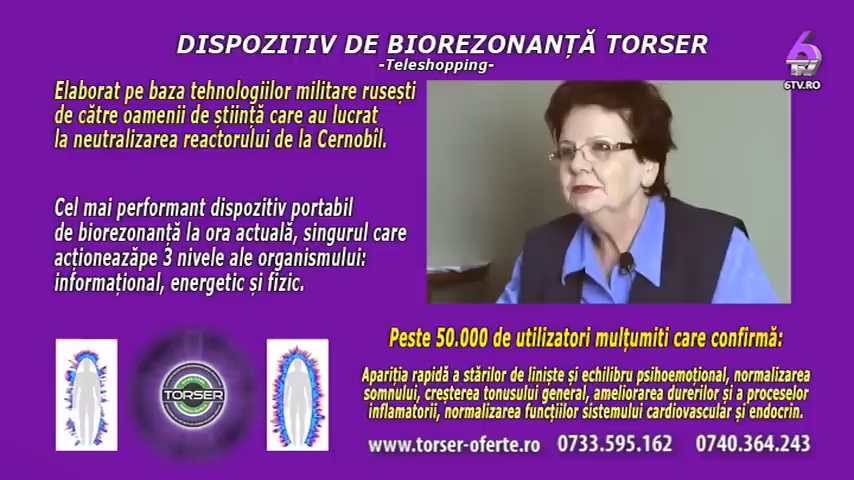 DISPOZITIV DE BIOREZONANȚĂ TORSER
-Teleshopping-
6
TV
6TV.RO
Elaborat pe baza tehnologiilor militare rusești
de către oamenii de știință care au lucrat
la neutralizarea reactorului de la Cernobîl.
Cel mai performant dispozitiv portabil
de biorezonanță la ora actuală, singurul care
acționeazăpe 3 nivele ale organismului:
informațional, energetic și fizic.
TORSER
Peste 50.000 de utilizatori mulțumiti care confirmă:
Apariția rapidă a stărilor de liniște și echilibru psihoemoțional, normalizarea
somnului, creșterea tonusului general, ameliorarea durerilor și a proceselor
inflamatorii, normalizarea funcțiilor sistemului cardiovascular și endocrin.
www.torser-oferte.ro 0733.595.162 0740.364.243